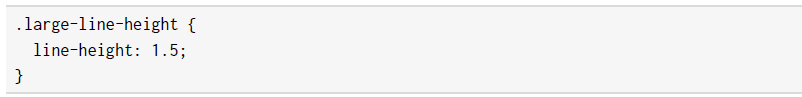 .large-line-height {
  line-height: 1.5;
}